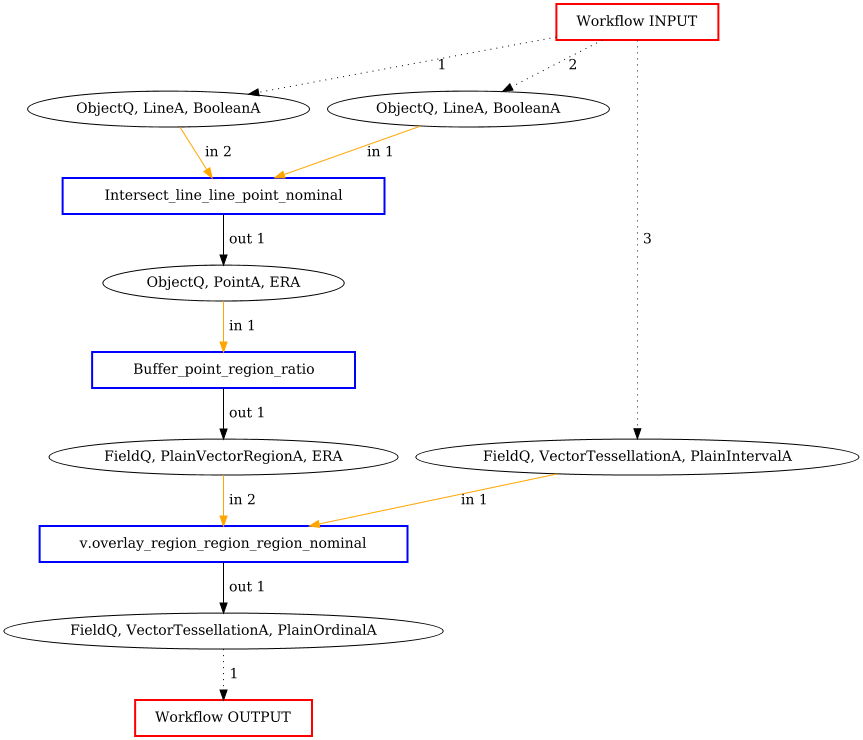 Workflow INPUT
1
2
ObjectQ, LineA, BooleanA
ObjectQ, LineA, BooleanA
in 2
in 1
Intersect_line_line_point_nominal
out 1
3
ObjectQ, PointA, ERA
in 1
Buffer_point_region_ratio
out 1
FieldQ, PlainVectorRegionA, ERA
FieldQ, VectorTessellationA, PlainIntervalA
in 2
in 1
v.overlay_region_region_region_nominal
out 1
FieldQ, VectorTessellationA, PlainOrdinalA
1
Workflow OUTPUT